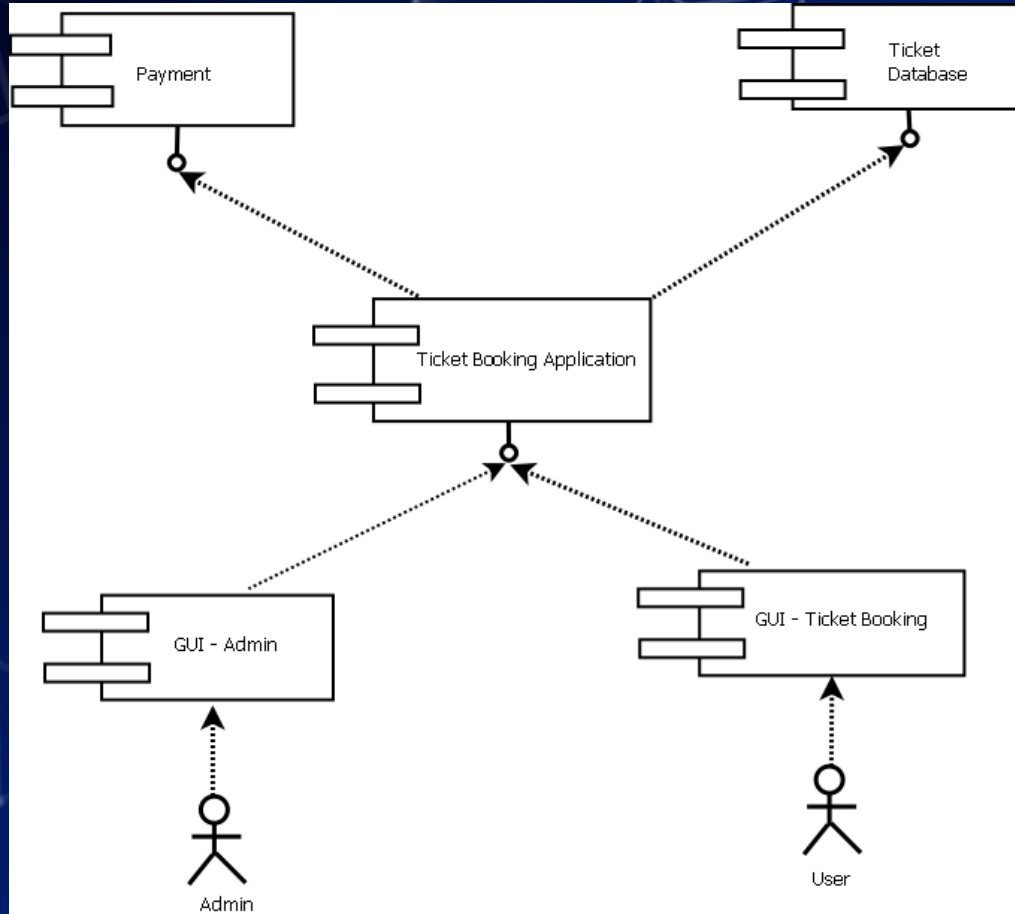 Payment
Ticket
Database
Ticket Booking Application
GUI - Admin
GUI - Ticket Booking
Admin
User